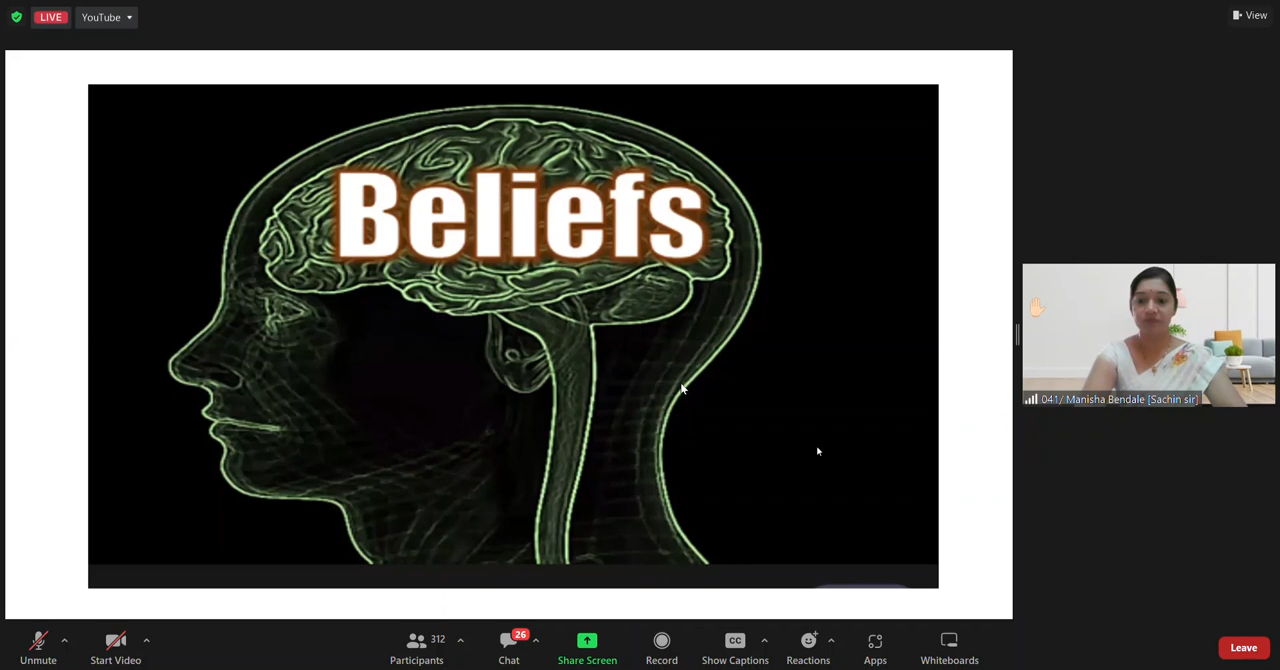 LIVE
YouTube
View
Beliefs
041/ Manisha Bendale [Sachin sir]
Unmute
Start Video
312
Participants
26
Chat
Share Screen
Record
CC
Show Captions
Reactions
Apps
Whiteboards
Leave